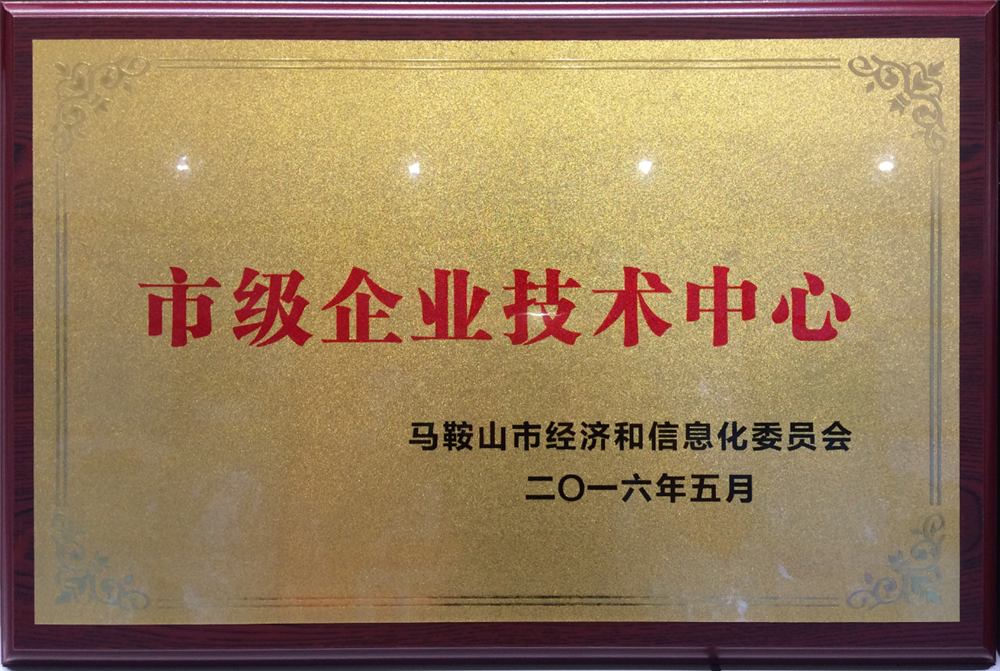 市级企业技术中心
马鞍山市经济和信息化委员会
二〇一六年五月